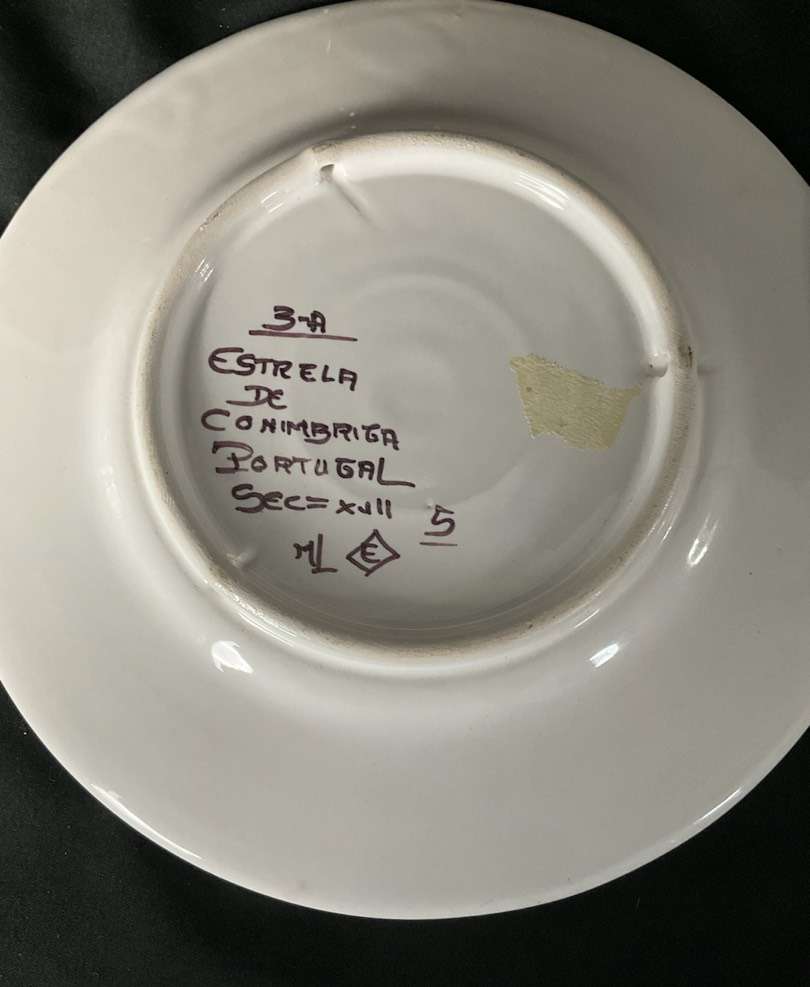 3-A
ESTRELA
DE
CONIMBRIGA
PORTUGAL
SEC=XVII
5
ML E